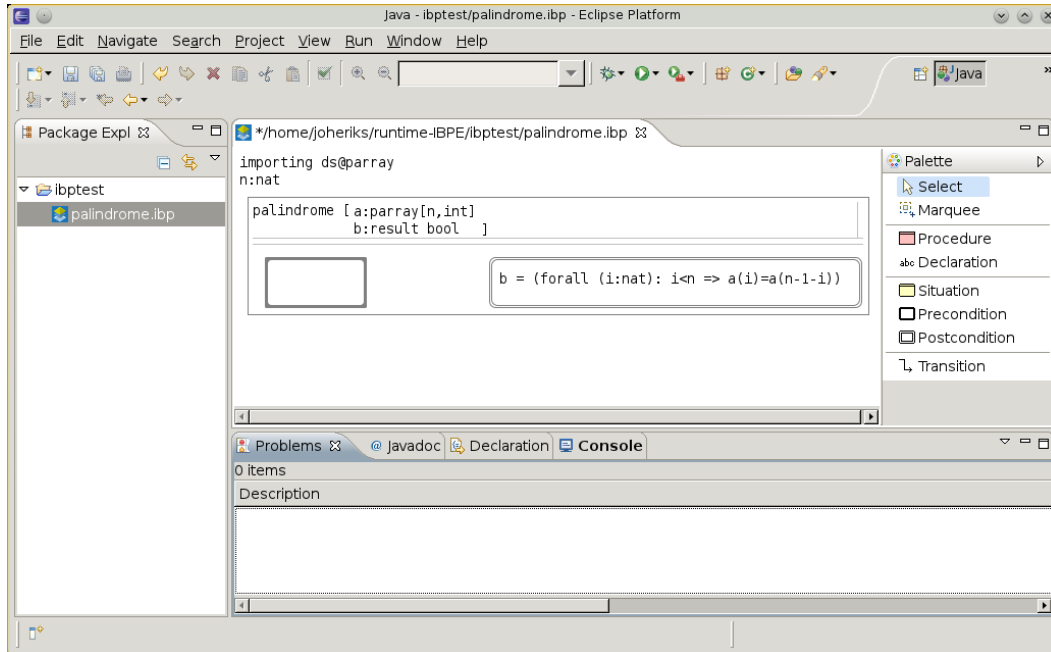 Java - ibptest/palindrome.ibp - Eclipse Platform
File Edit Navigate Search Project View Run Window Help
Java »
Package Expl
*/home/joheriks/runtime-IBPE/ibptest/palindrome.ibp
ibptest
palindrome.ibp
importing ds@parray
n:nat
palindrome [ a:parray[n,int]
b:result bool ]
b = (forall (i:nat): i<n => a(i)=a(n-1-i))
Palette
Select
Marquee
Procedure
abc Declaration
Situation
Precondition
Postcondition
Transition
Problems @ Javadoc Declaration Console
0 items
Description